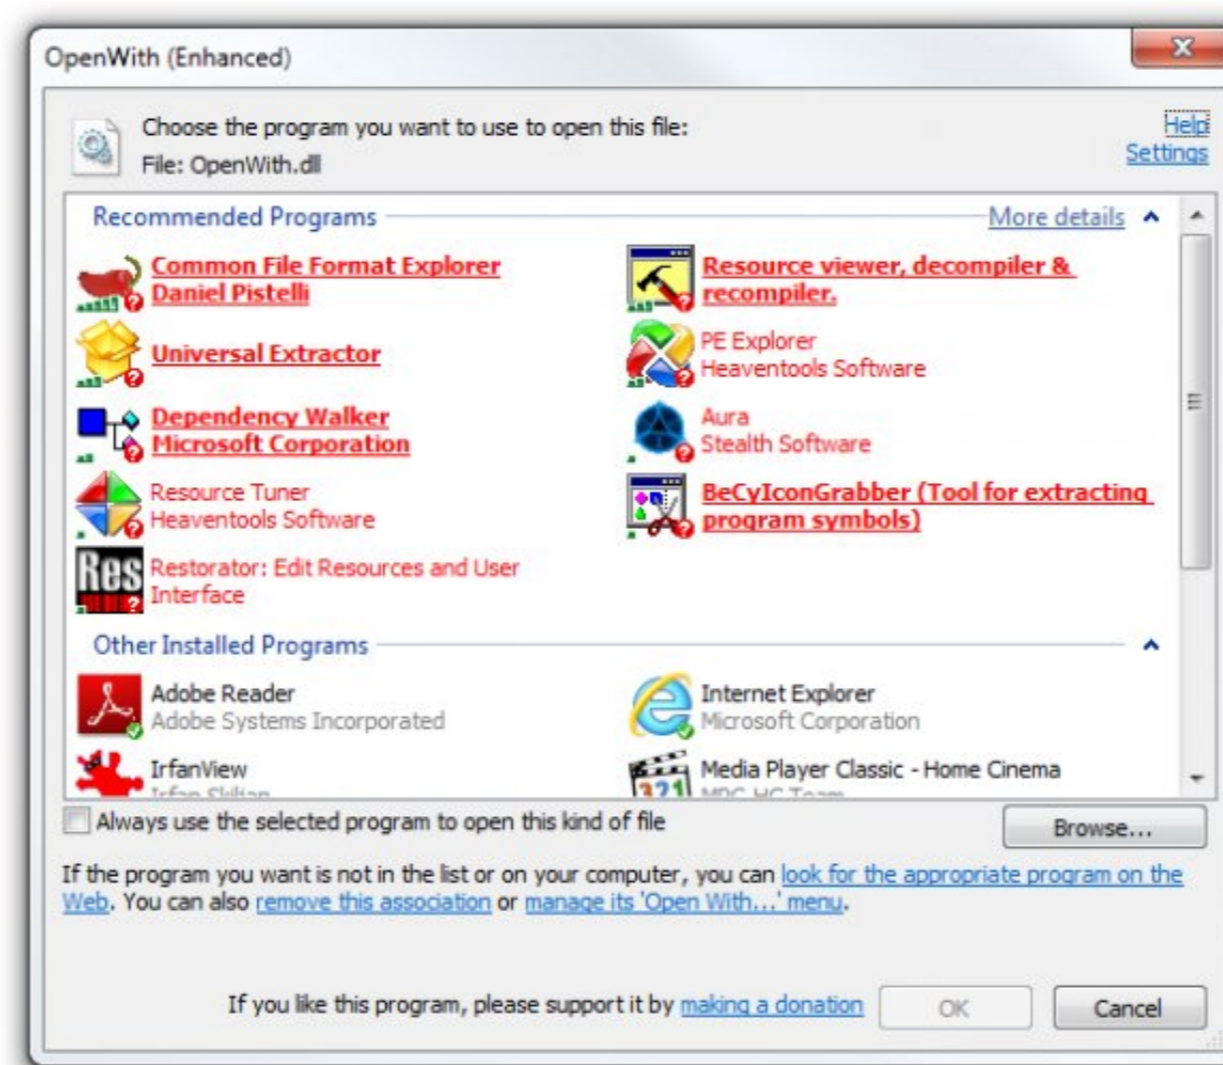 OpenWith (Enhanced)
Choose the program you want to use to open this file:
Help
File: OpenWith.dll
Settings
Recommended Programs
More details
Common File Format Explorer
Daniel Pistelli
Resource viewer, decompiler &
recompiler.
Universal Extractor
PE Explorer
Heaventools Software
Dependency Walker
Microsoft Corporation
Aura
Stealth Software
Resource Tuner
Heaventools Software
BeCyIconGrabber (Tool for extracting
program symbols)
Res
Restorator: Edit Resources and User
Interface
Other Installed Programs
Adobe Reader
Adobe Systems Incorporated
Internet Explorer
Microsoft Corporation
IrfanView
Irfan Skiljan
321
Media Player Classic - Home Cinema
MPC-HC Team
Always use the selected program to open this kind of file
Browse...
If the program you want is not in the list or on your computer, you can look for the appropriate program on the
Web. You can also remove this association or manage its 'Open With...' menu.
If you like this program, please support it by making a donation
OK
Cancel